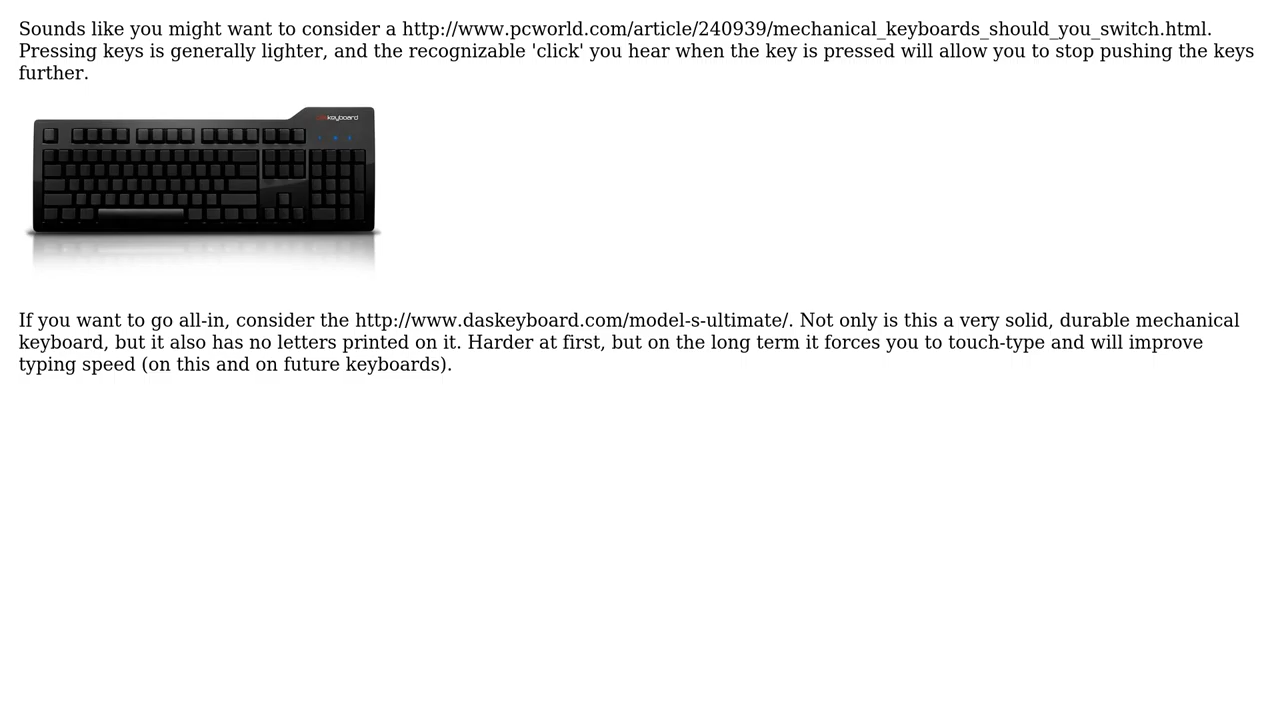 Sounds like you might want to consider a http://www.pcworld.com/article/240939/mechanical_keyboards_should_you_switch.html.
Pressing keys is generally lighter, and the recognizable 'click' you hear when the key is pressed will allow you to stop pushing the keys
further.
daskeyboard
If you want to go all-in, consider the http://www.daskeyboard.com/model-s-ultimate/. Not only is this a very solid, durable mechanical
keyboard, but it also has no letters printed on it. Harder at first, but on the long term it forces you to touch-type and will improve
typing speed (on this and on future keyboards).